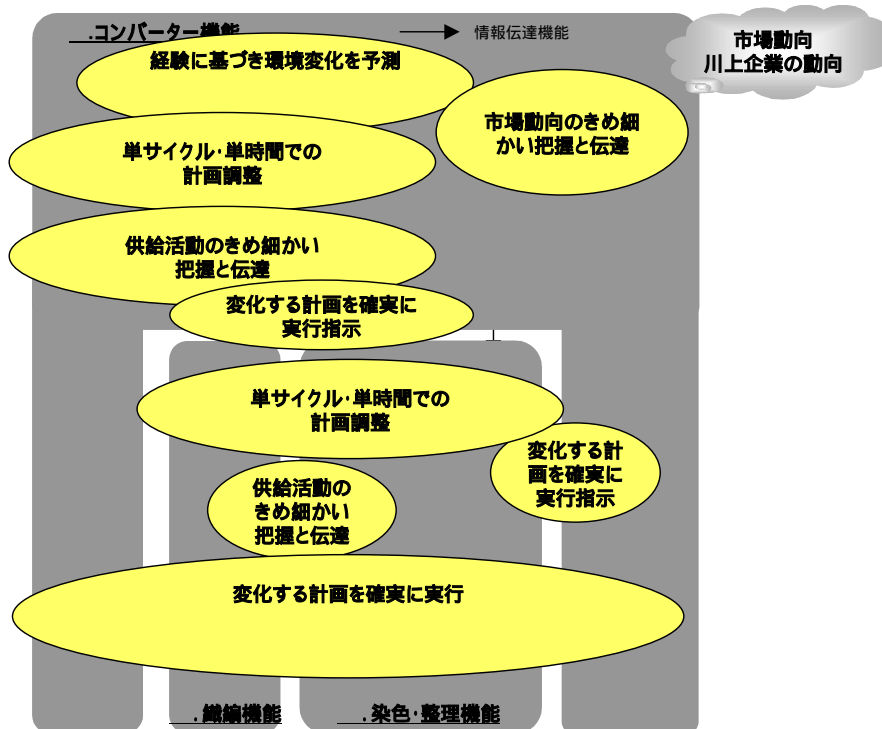 .コンバーター機能
情報伝達機能
市場動向
川上企業の動向
経験に基づき環境変化を予測
市場動向のきめ細
かい把握と伝達
単サイクル･単時間での
計画調整
供給活動のきめ細かい
把握と伝達
変化する計画を確実に
実行指示
単サイクル･単時間での
計画調整
変化する計
画を確実に
実行指示
供給活動の
きめ細かい
把握と伝達
変化する計画を確実に実行
.織編機能
.染色･整理機能